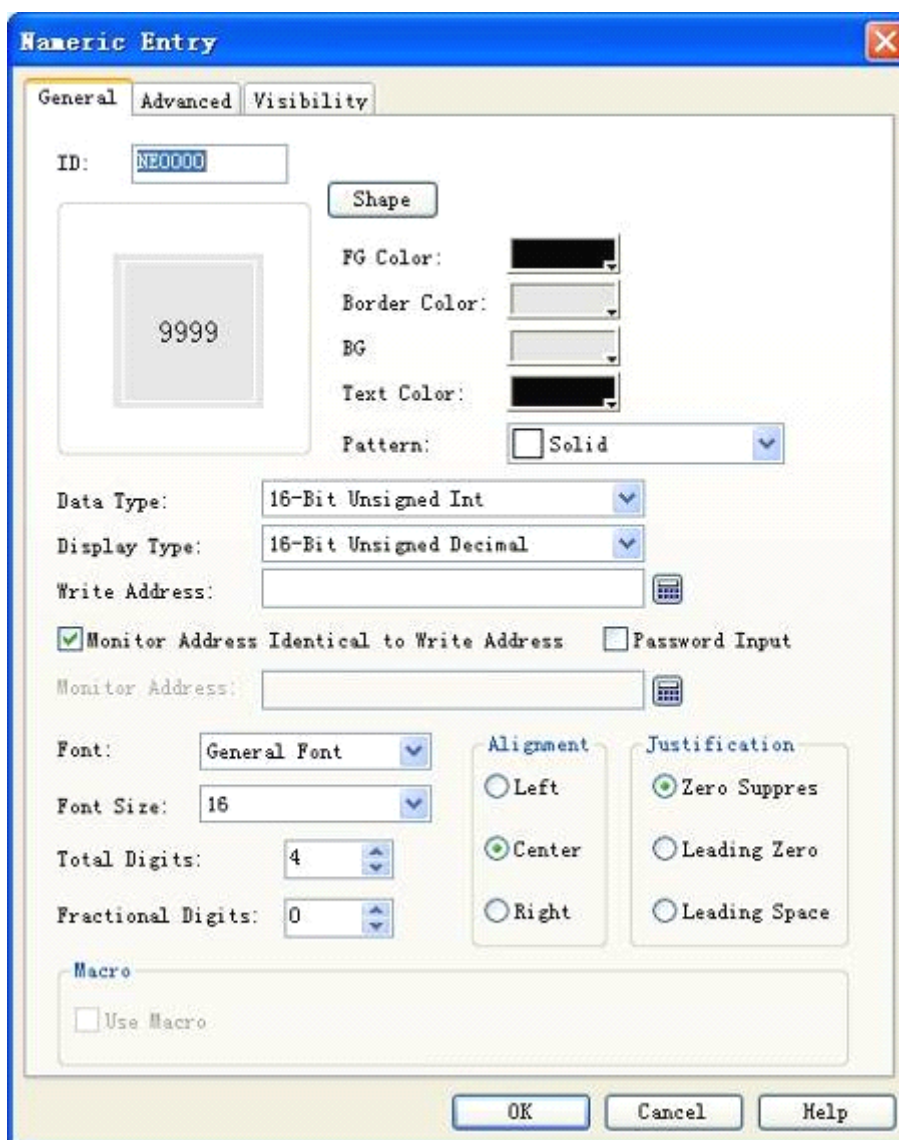 Nameric Entry
General Advanced Visibility
ID: NE0000
Shape
FG Color:
Border Color:
9999
BG
Text Color:
Pattern: Solid
Data Type: 16-Bit Unsigned Int
Display Type: 16-Bit Unsigned Decimal
Write Address:
Monitor Address Identical to Write Address Password Input
Monitor Address:
Font: General Font Alignment Justification
Left Zero Suppres
Font Size: 16
Total Digits: 4 Center Leading Zero
Fractional Digits: 0 Right Leading Space
Macro
Use Macro
OK Cancel Help